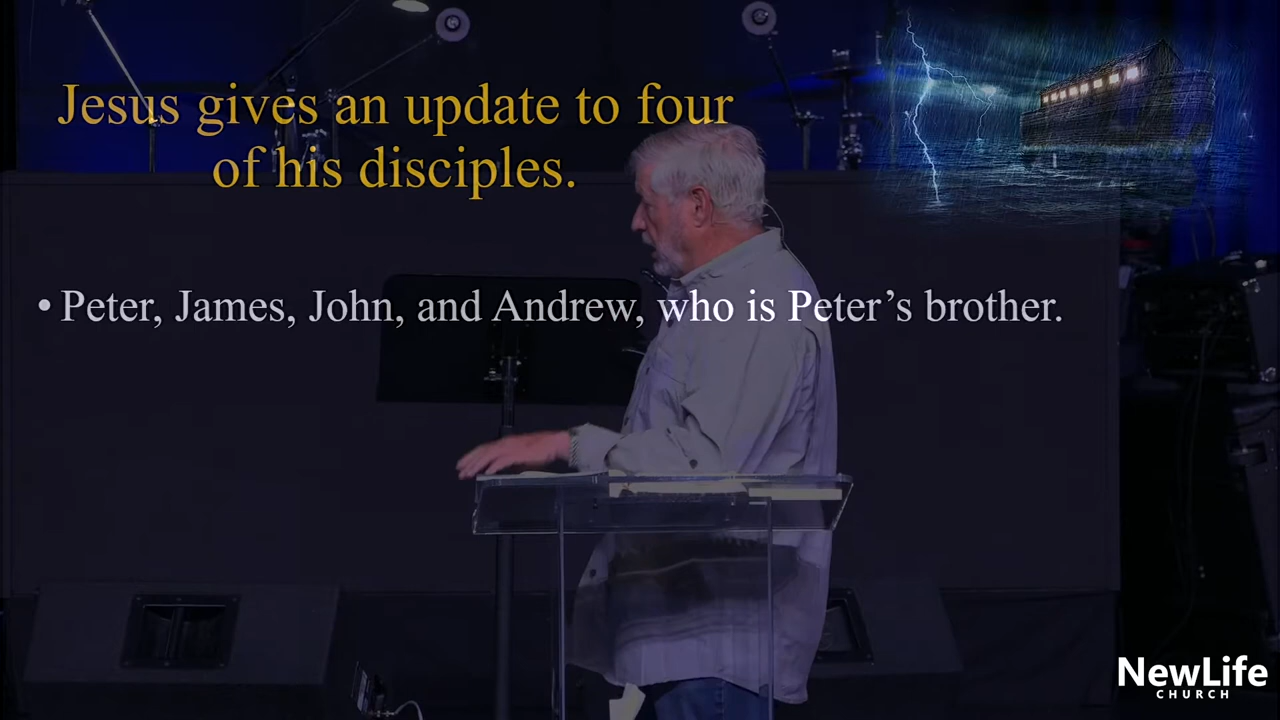 Jesus gives an update to four
of his disciples.
• Peter, James, John, and Andrew, who is Peter’s brother.
NewLife
CHURCH